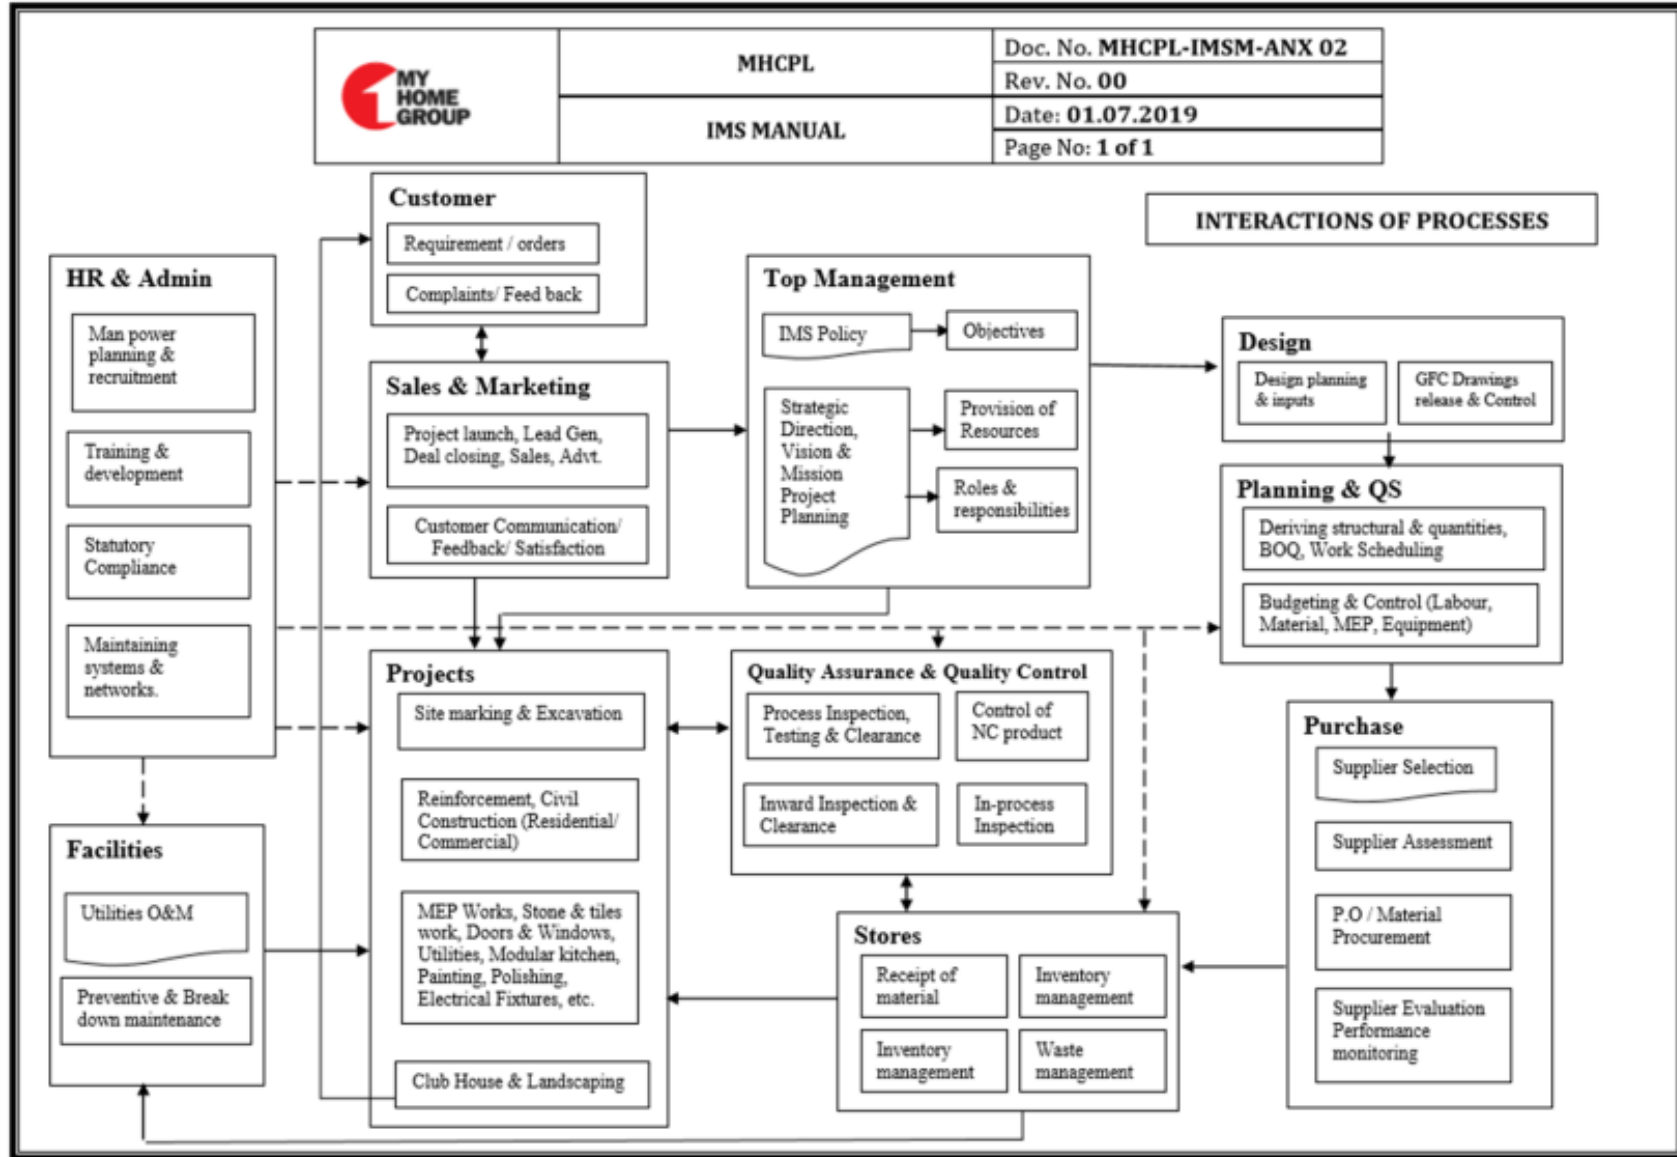 MY
HOME
GROUP
MHCPL
IMS MANUAL
Doc. No. MHCPL-IMSM-ANX 02
Rev. No. 00
Date: 01.07.2019
Page No: 1 of 1
INTERACTIONS OF PROCESSES
Customer
Requirement / orders
Complaints/ Feed back
HR & Admin
Man power
planning &
recruitment
Training &
development
Statutory
Compliance
Maintaining
systems &
networks.
Sales & Marketing
Project launch, Lead Gen,
Deal closing, Sales, Advt.
Customer Communication/
Feedback/ Satisfaction
Top Management
IMS Policy
Objectives
Strategic
Direction,
Vision &
Mission
Project
Planning
Provision of
Resources
Roles &
responsibilities
Design
Design planning
& inputs
GFC Drawings
release & Control
Planning & QS
Deriving structural & quantities,
BOQ, Work Scheduling
Budgeting & Control (Labour,
Material, MEP, Equipment)
Projects
Site marking & Excavation
Reinforcement, Civil
Construction (Residential/
Commercial)
MEP Works, Stone & tiles
work, Doors & Windows,
Utilities, Modular kitchen,
Painting, Polishing,
Electrical Fixtures, etc.
Club House & Landscaping
Quality Assurance & Quality Control
Process Inspection,
Testing & Clearance
Control of
NC product
Inward Inspection &
Clearance
In-process
Inspection
Purchase
Supplier Selection
Supplier Assessment
P.O / Material
Procurement
Supplier Evaluation
Performance
monitoring
Facilities
Utilities O&M
Preventive & Break
down maintenance
Stores
Receipt of
material
Inventory
management
Inventory
management
Waste
management